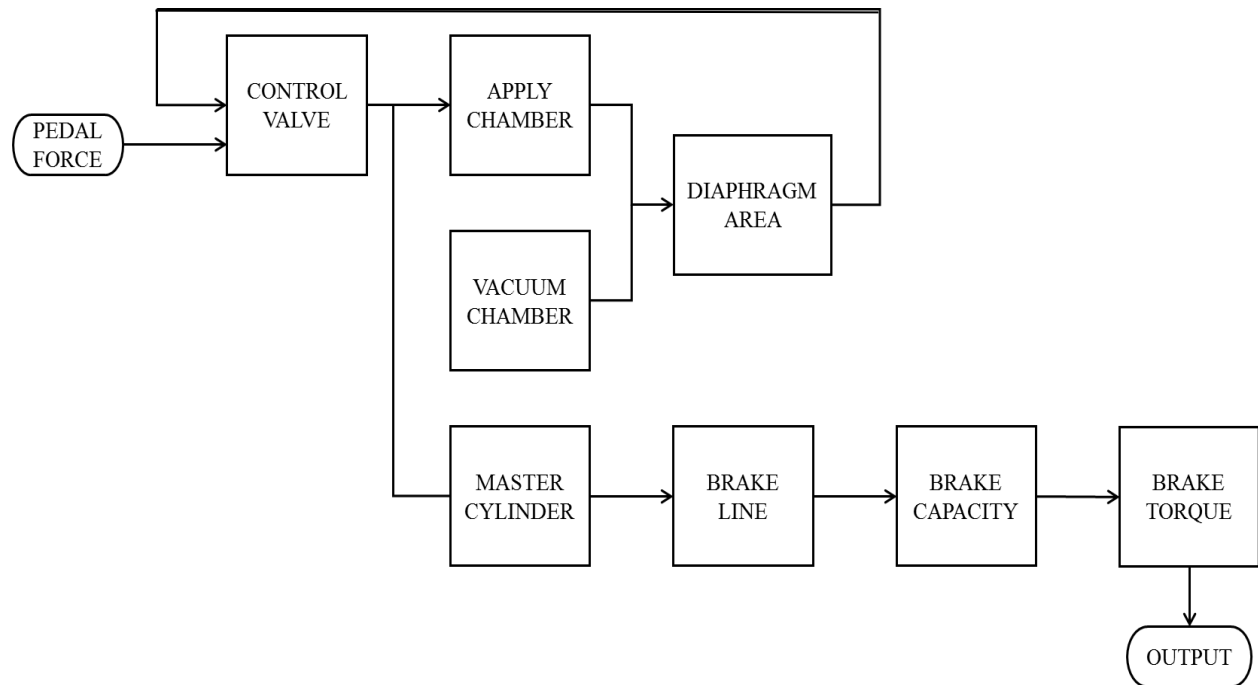 CONTROL
VALVE
APPLY
CHAMBER
PEDAL
FORCE
DIAPHRAGM
AREA
VACUUM
CHAMBER
MASTER
CYLINDER
BRAKE
LINE
BRAKE
CAPACITY
BRAKE
TORQUE
OUTPUT